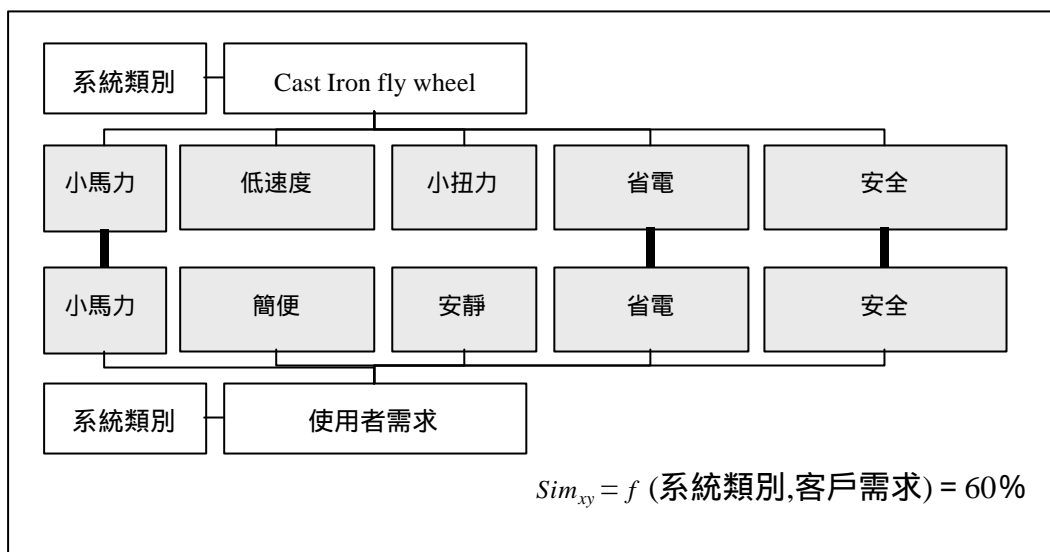 系統類別 Cast Iron fly wheel
小馬力 低速度 小扭力 省電 安全
小馬力 簡便 安靜 省電 安全
系統類別 使用者需求
Sim_xy = f (系統類別,客戶需求) = 60%